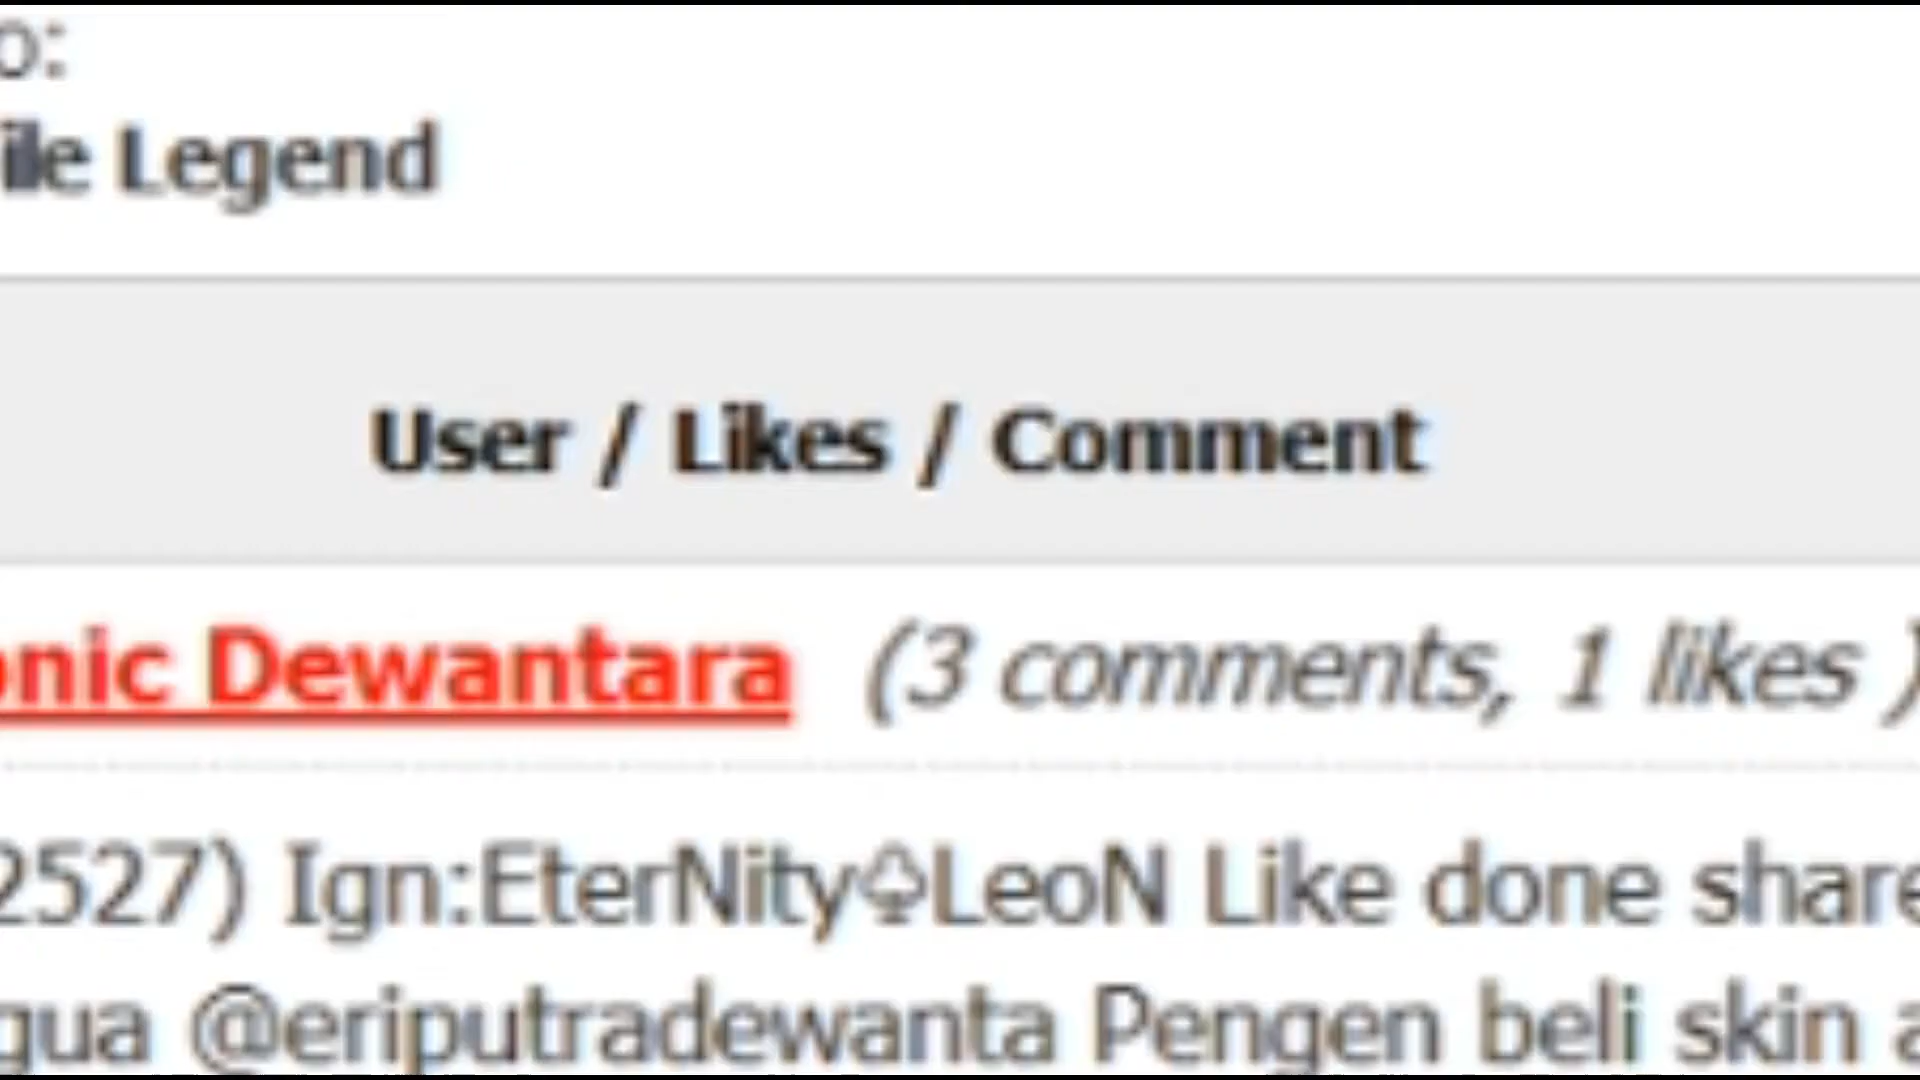 o:
ile Legend
User / Likes / Comment
onic Dewantara (3 comments, 1 likes )
2527) Ign:EterNity♤LeoN Like done share
gua @eriputradewanta Pengen beli skin a